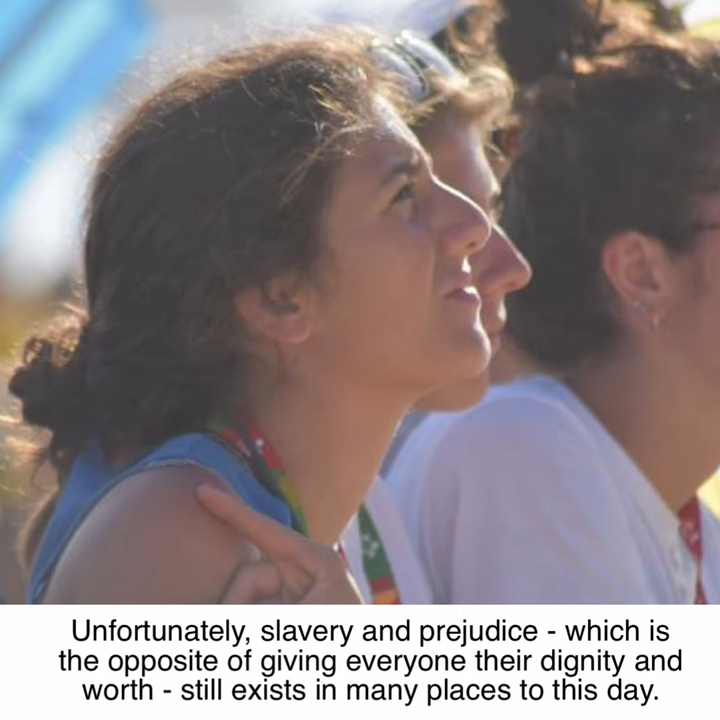 Unfortunately, slavery and prejudice - which is
the opposite of giving everyone their dignity and
worth - still exists in many places to this day.